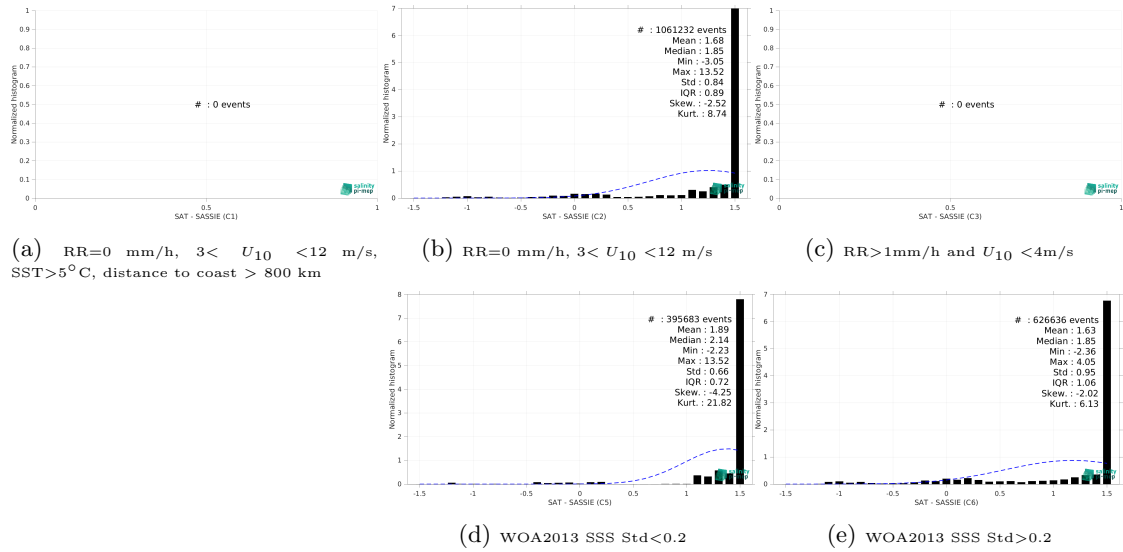 1
0.9
0.8
0.7
0.6
0.5
0.4
0.3
0.2
0.1
0
Normalized histogram
# : 0 events
salinity
pi-mep
0 0.5 1
SAT - SASSIE (C1)
(a) RR=0 mm/h, 3< U10 <12 m/s,
SST>5°C, distance to coast > 800 km
7
6
5
4
3
2
1
0
Normalized histogram
# : 1061232 events
Mean : 1.68
Median : 1.85
Min : -3.05
Max : 13.52
Std : 0.84
IQR : 0.89
Skew. : -2.52
Kurt. : 8.74
salinity
pi-mep
-1.5 -1 -0.5 0 0.5 1 1.5
SAT - SASSIE (C2)
(b) RR=0 mm/h, 3< U10 <12 m/s
1
0.9
0.8
0.7
0.6
0.5
0.4
0.3
0.2
0.1
0
Normalized histogram
# : 0 events
salinity
pi-mep
0 0.5 1
SAT - SASSIE (C3)
(c) RR>1mm/h and U10 <4m/s
8
7
6
5
4
3
2
1
0
Normalized histogram
# : 395683 events
Mean : 1.89
Median : 2.14
Min : -2.23
Max : 13.52
Std : 0.66
IQR : 0.72
Skew. : -4.25
Kurt. : 21.82
salinity
pi-mep
-1.5 -1 -0.5 0 0.5 1 1.5
SAT - SASSIE (C5)
(d) WOA2013 SSS Std<0.2
7
6
5
4
3
2
1
0
Normalized histogram
# : 626636 events
Mean : 1.63
Median : 1.85
Min : -2.36
Max : 4.05
Std : 0.95
IQR : 1.06
Skew. : -2.02
Kurt. : 6.13
salinity
pi-mep
-1.5 -1 -0.5 0 0.5 1 1.5
SAT - SASSIE (C6)
(e) WOA2013 SSS Std>0.2